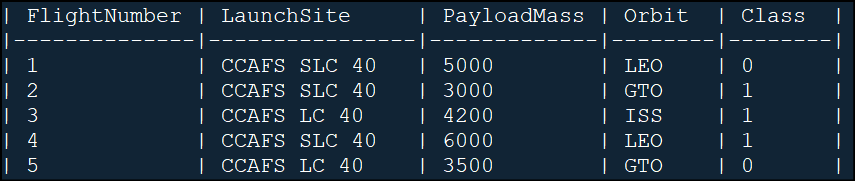 | FlightNumber | LaunchSite | PayloadMass | Orbit | Class |
|--------------|----------------|-------------|--------|--------|
| 1 | CCAFS SLC 40 | 5000 | LEO | 0 |
| 2 | CCAFS SLC 40 | 3000 | GTO | 1 |
| 3 | CCAFS LC 40 | 4200 | ISS | 1 |
| 4 | CCAFS SLC 40 | 6000 | LEO | 1 |
| 5 | CCAFS LC 40 | 3500 | GTO | 0 |